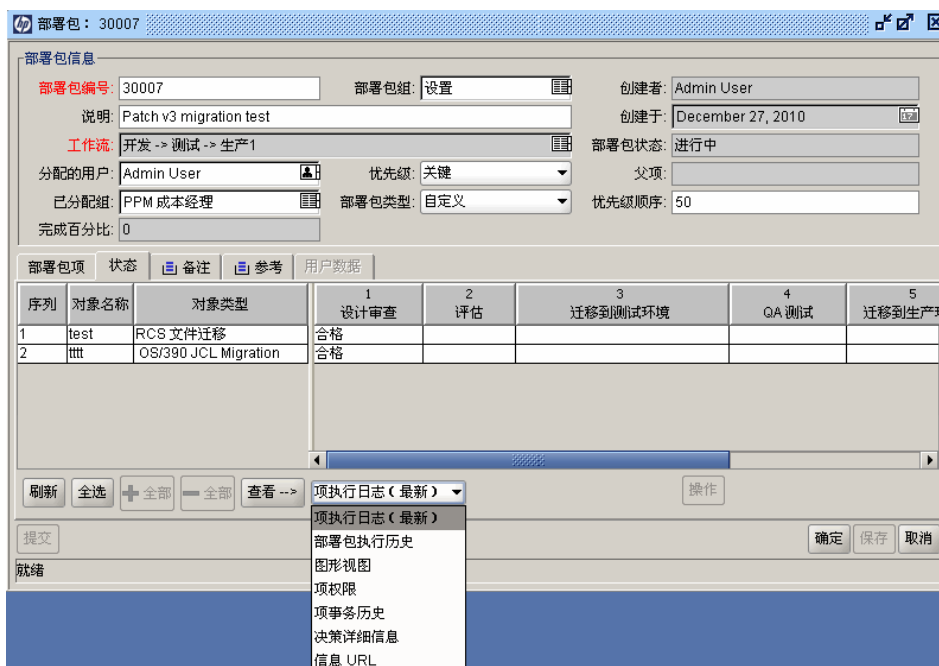 hp 部署包： 30007
部署包信息
部署包编号: 30007 部署包组: 设置 创建者: Admin User
说明: Patch v3 migration test 创建于: December 27, 2010
工作流: 开发 -> 测试 -> 生产1 部署包状态: 进行中
分配的用户: Admin User 优先级: 关键 父项:
已分配组: PPM 成本经理 部署包类型: 自定义 优先级顺序: 50
完成百分比: 0
部署包项 状态 备注 参考 用户数据
序列 对象名称 对象类型 1 设计审查 2 评估 3 迁移到测试环境 4 QA 测试 5 迁移到生产
1 test RCS 文件迁移 合格
2 tttt OS/390 JCL Migration 合格
刷新 全选 全部 全部 查看 --> 项执行日志（最新） 操作
项执行日志（最新）
部署包执行历史
图形视图
项权限
项事务历史
决策详细信息
信息 URL
提交 确定 保存 取消
就绪